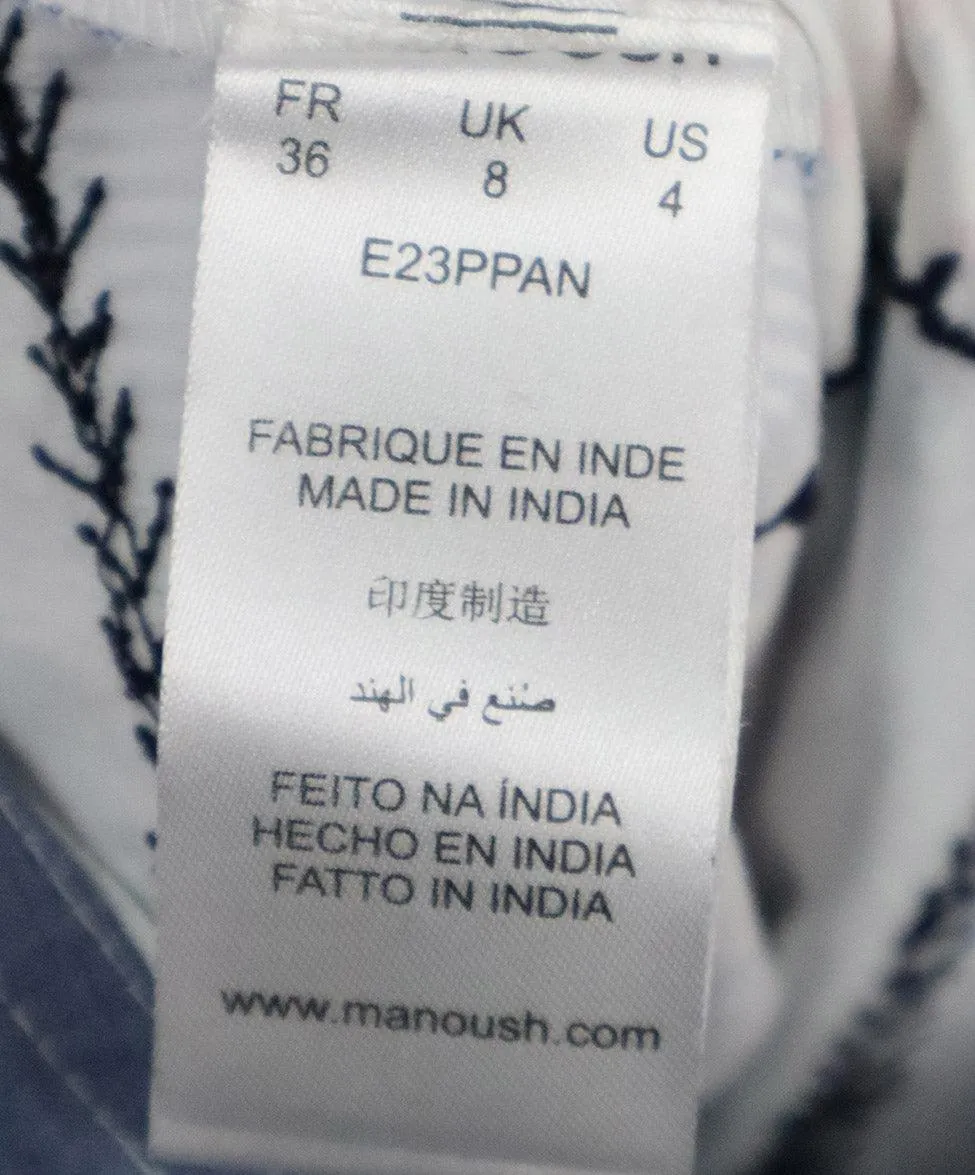 FR UK US
36 8 4
E23PPAN
FABRIQUE EN INDE
MADE IN INDIA
印度制造
صُنع في الهند
FEITO NA ÍNDIA
HECHO EN INDIA
FATTO IN INDIA
www.manoush.com